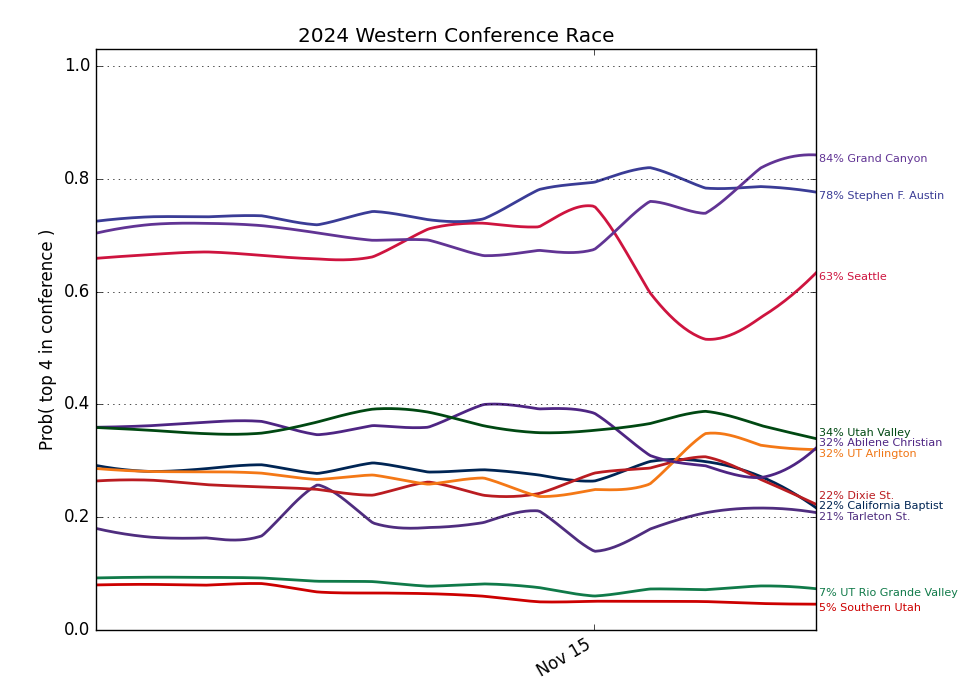 2024 Western Conference Race
Prob( top 4 in conference )
1.0
0.8
0.6
0.4
0.2
0.0
Nov 15
84% Grand Canyon
78% Stephen F. Austin
63% Seattle
34% Utah Valley
32% Abilene Christian
32% UT Arlington
22% Dixie St.
22% California Baptist
21% Tarleton St.
7% UT Rio Grande Valley
5% Southern Utah